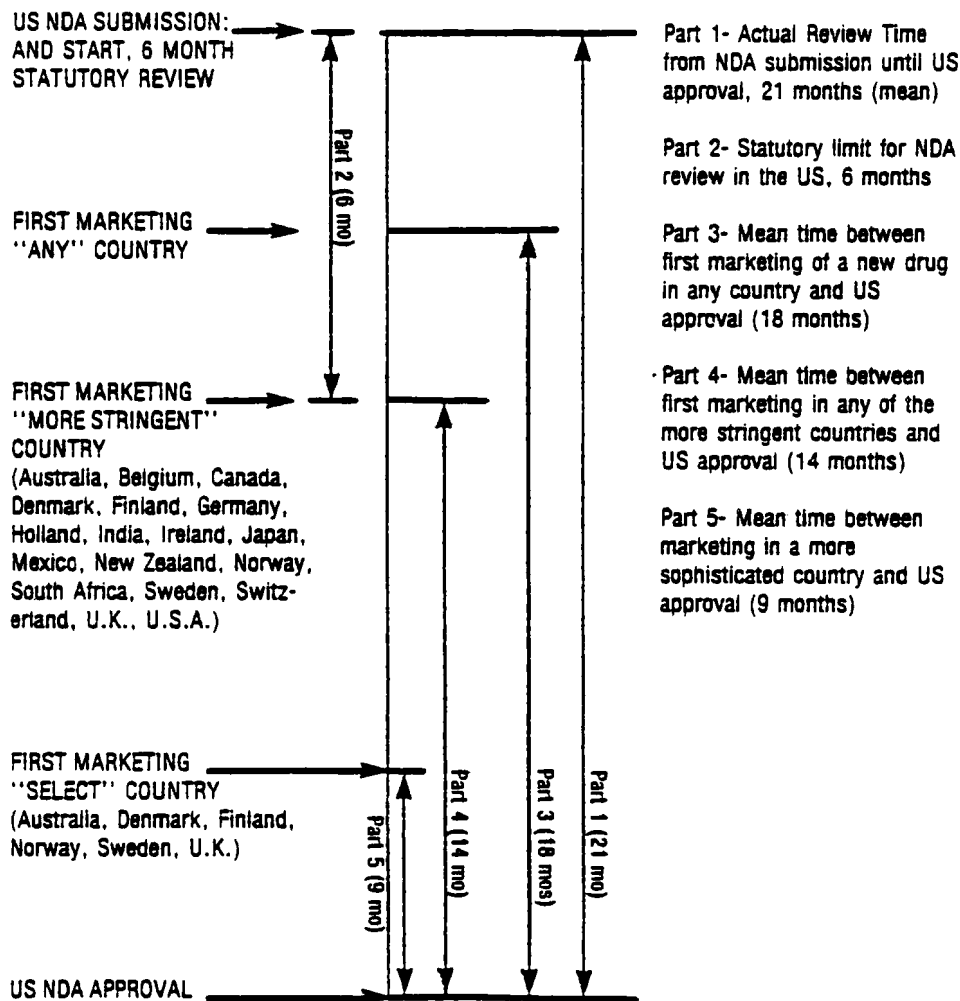 US NDA SUBMISSION:
AND START, 6 MONTH
STATUTORY REVIEW
FIRST MARKETING
''ANY'' COUNTRY
FIRST MARKETING
''MORE STRINGENT''
COUNTRY
(Australia, Belgium, Canada,
Denmark, Finland, Germany,
Holland, India, Ireland, Japan,
Mexico, New Zealand, Norway,
South Africa, Sweden, Switz-
erland, U.K., U.S.A.)
FIRST MARKETING
''SELECT'' COUNTRY
(Australia, Denmark, Finland,
Norway, Sweden, U.K.)
US NDA APPROVAL
Part 2 (6 mo)
Part 5 (9 mo)
Part 4 (14 mo)
Part 3 (18 mos)
Part 1 (21 mo)
Part 1- Actual Review Time
from NDA submission until US
approval, 21 months (mean)
Part 2- Statutory limit for NDA
review in the US, 6 months
Part 3- Mean time between
first marketing of a new drug
in any country and US
approval (18 months)
Part 4- Mean time between
first marketing in any of the
more stringent countries and
US approval (14 months)
Part 5- Mean time between
marketing in a more
sophisticated country and US
approval (9 months)